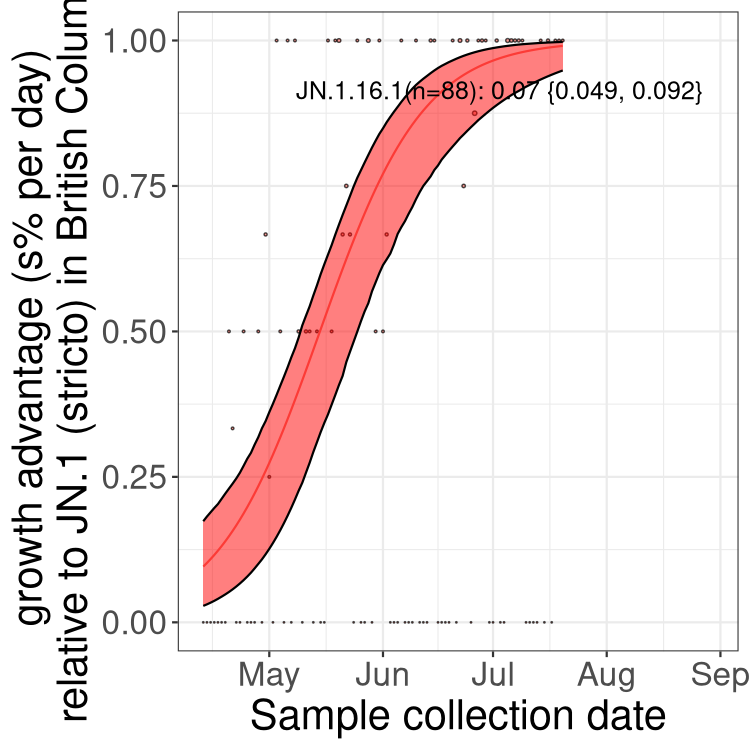 growth advantage (s% per day)
relative to JN.1 (stricto) in British Colum
1.00
0.75
0.50
0.25
0.00
JN.1.16.1(n=88): 0.07 {0.049, 0.092}
May Jun Jul Aug Sep
Sample collection date